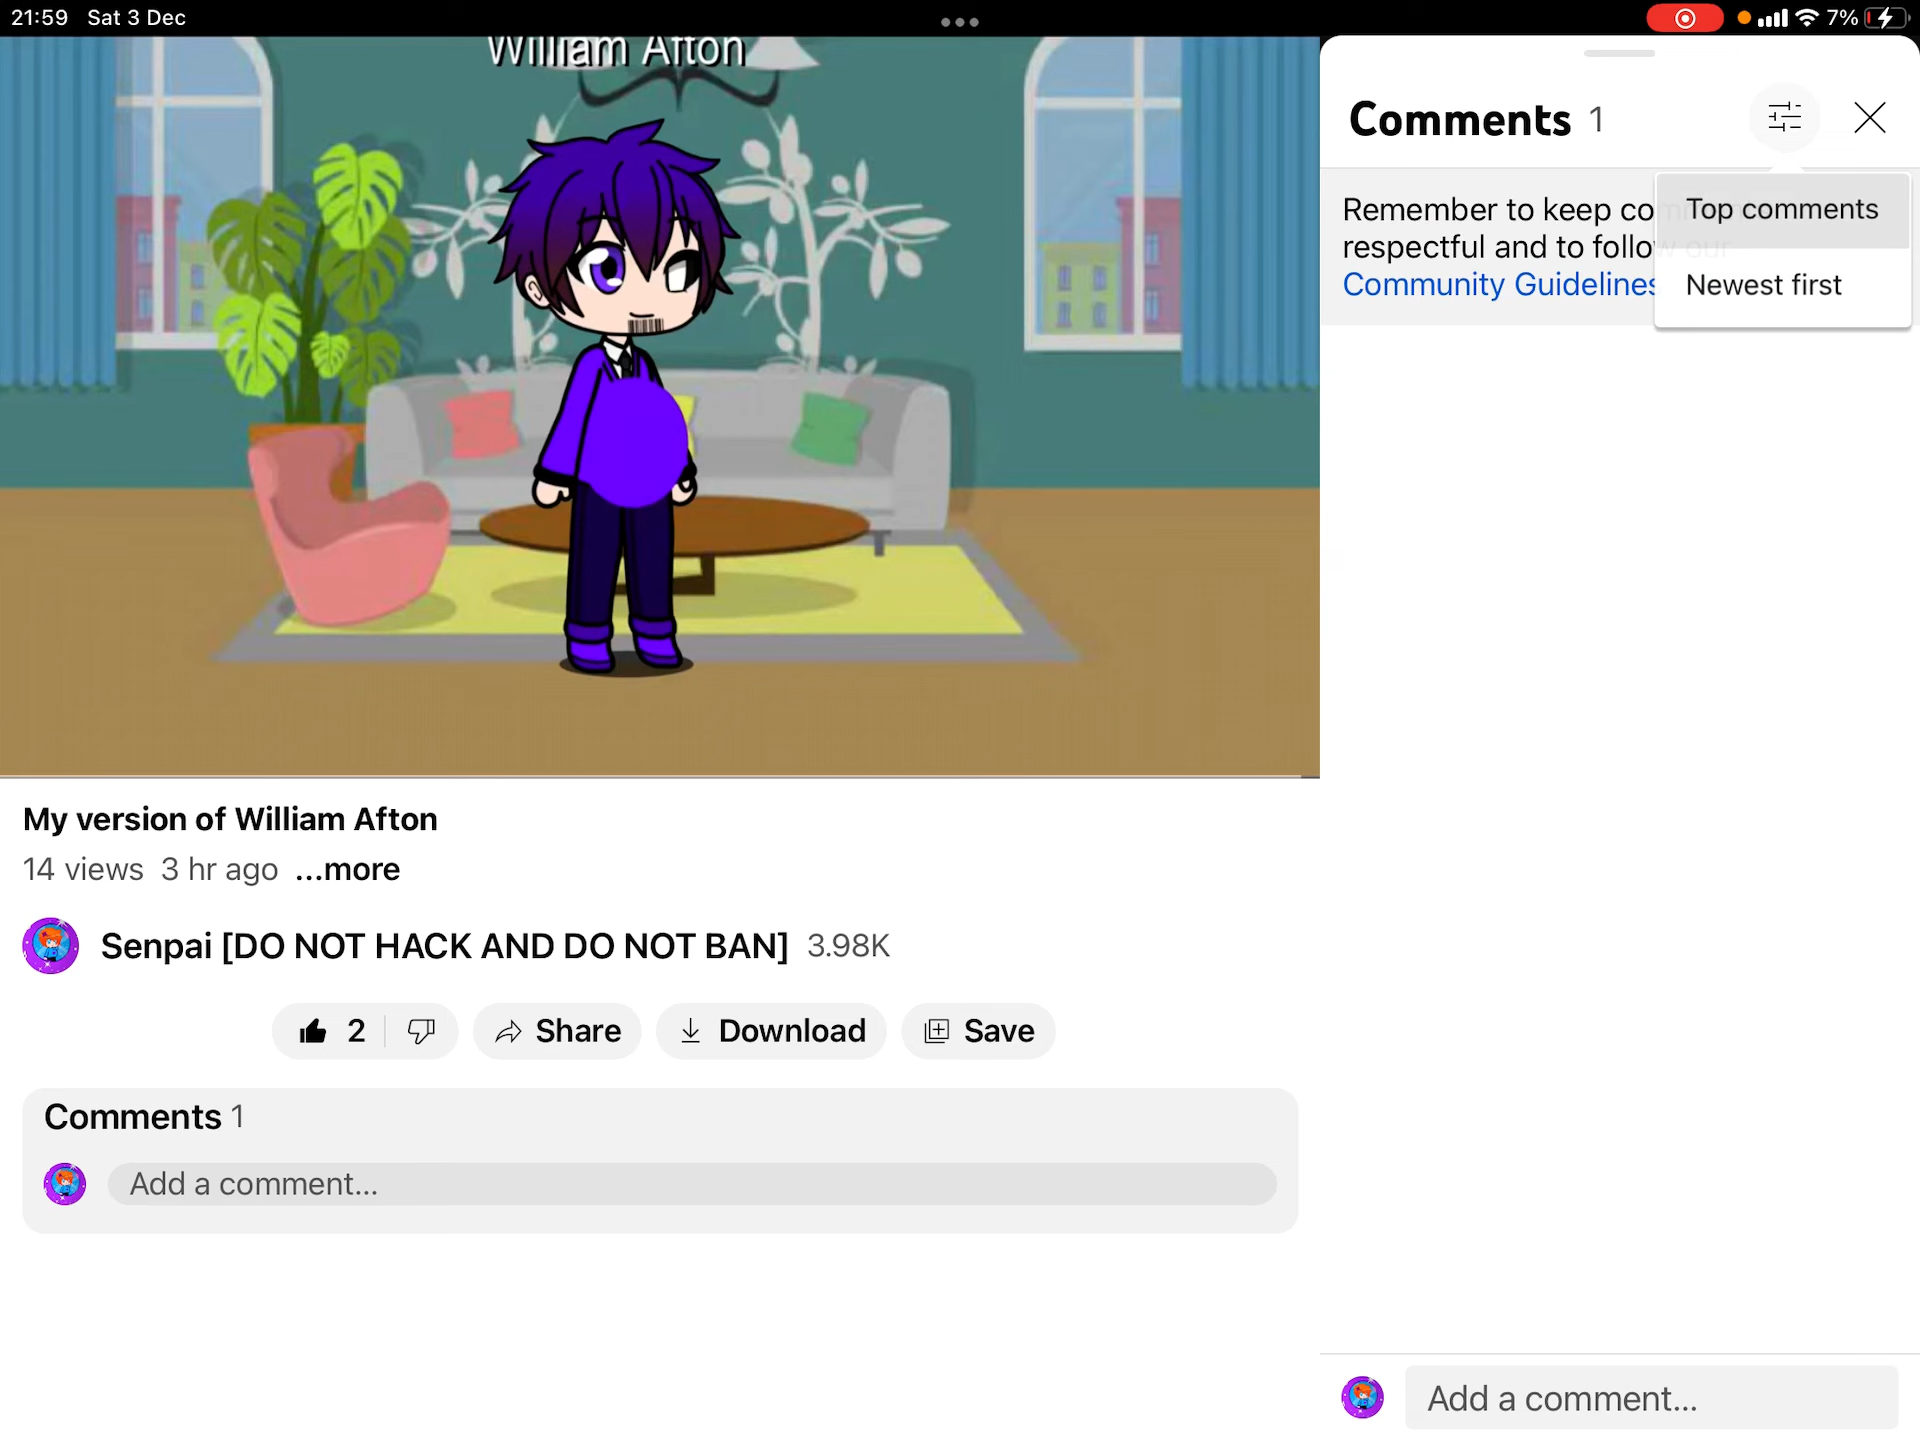 21:59 Sat 3 Dec
7%
William Afton
Comments 1
Top comments
Newest first
Remember to keep co
respectful and to follow our
Community Guidelines
My version of William Afton
14 views 3 hr ago ...more
Senpai [DO NOT HACK AND DO NOT BAN] 3.98K
2
Share
Download
Save
Comments 1
Add a comment...
Add a comment...